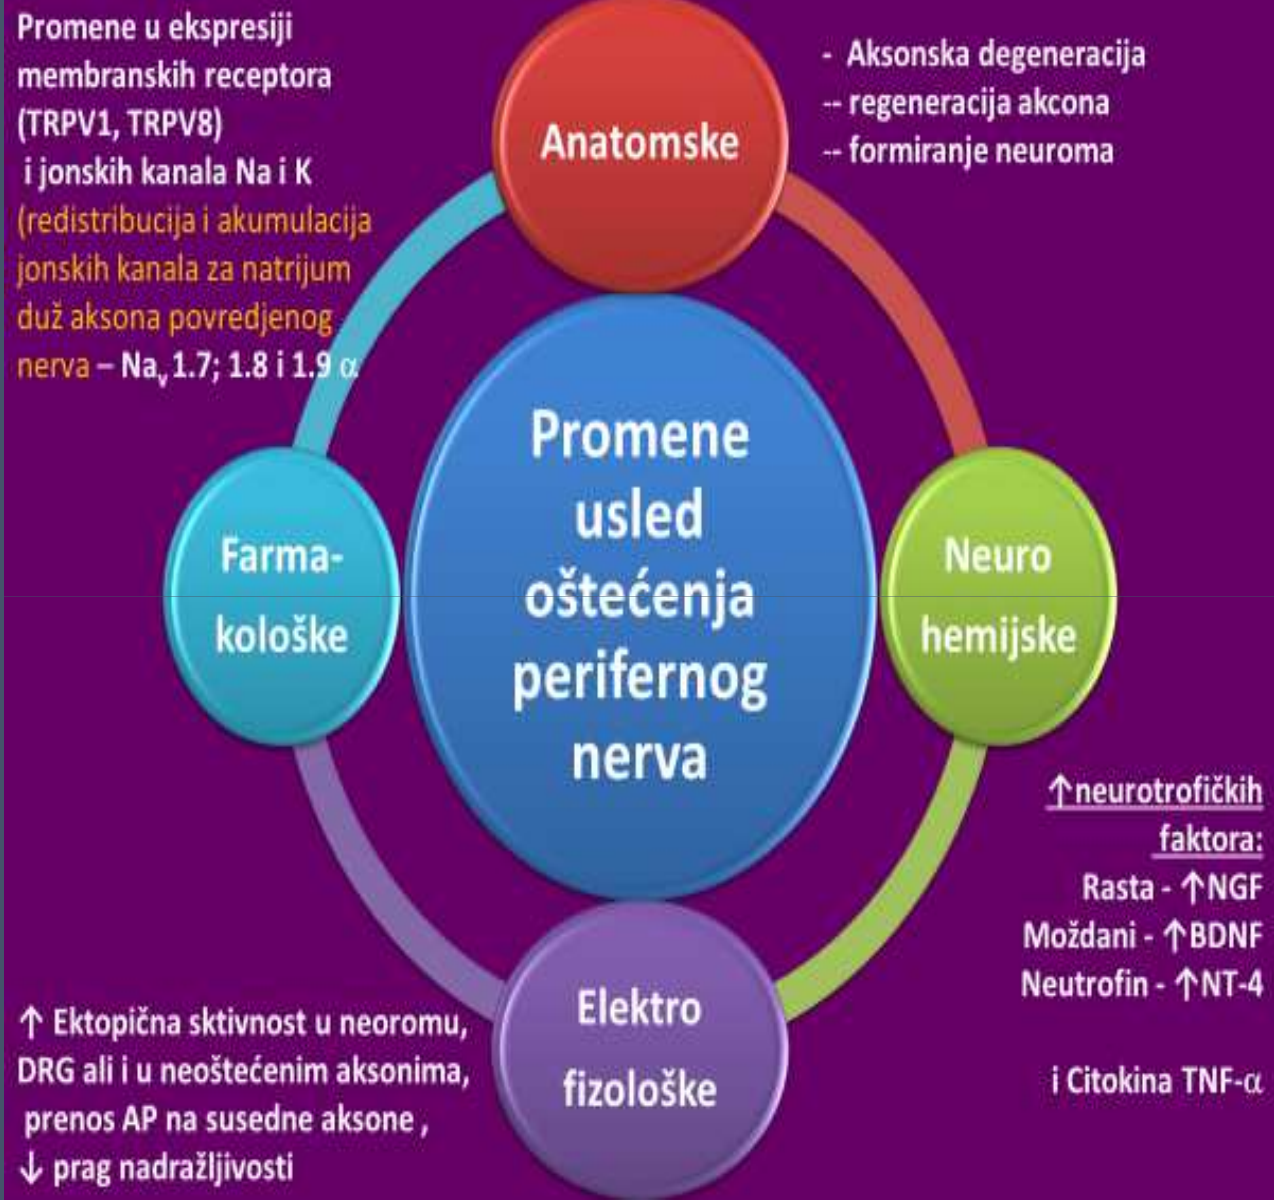 Promene u ekspresiji
membranskih receptora
(TRPV1, TRPV8)
i jonskih kanala Na i K
(redistribucija i akumulacija
jonskih kanala za natrijum
duž aksona povredjenog
nerva – Nav 1.7; 1.8 i 1.9 α
Anatomske
- Aksonska degeneracija
-- regeneracija akcona
-- formiranje neuroma
Promene
usled
oštećenja
perifernog
nerva
Farma-
kološke
Neuro
hemijske
↑neurotrofičkih
faktora:
Rasta - ↑NGF
Moždani - ↑BDNF
Neutrofin - ↑NT-4
i Citokina TNF-α
Elektro
fizološke
↑ Ektopična sktivnost u neoromu,
DRG ali i u neoštećenim aksonima,
prenos AP na susedne aksone ,
↓ prag nadražljivosti